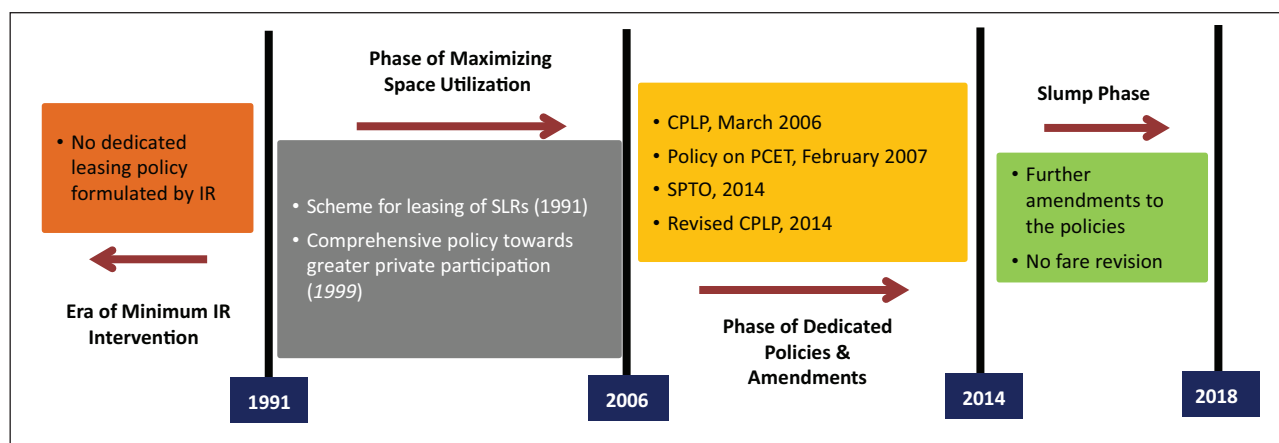 • No dedicated
leasing policy
formulated by IR
Era of Minimum IR
Intervention
1991
Phase of Maximizing
Space Utilization
• Scheme for leasing of SLRs (1991)
• Comprehensive policy towards
greater private participation
(1999)
2006
• CPLP, March 2006
• Policy on PCET, February 2007
• SPTO, 2014
• Revised CPLP, 2014
Phase of Dedicated
Policies &
Amendments
2014
Slump Phase
• Further
amendments to
the policies
• No fare revision
2018